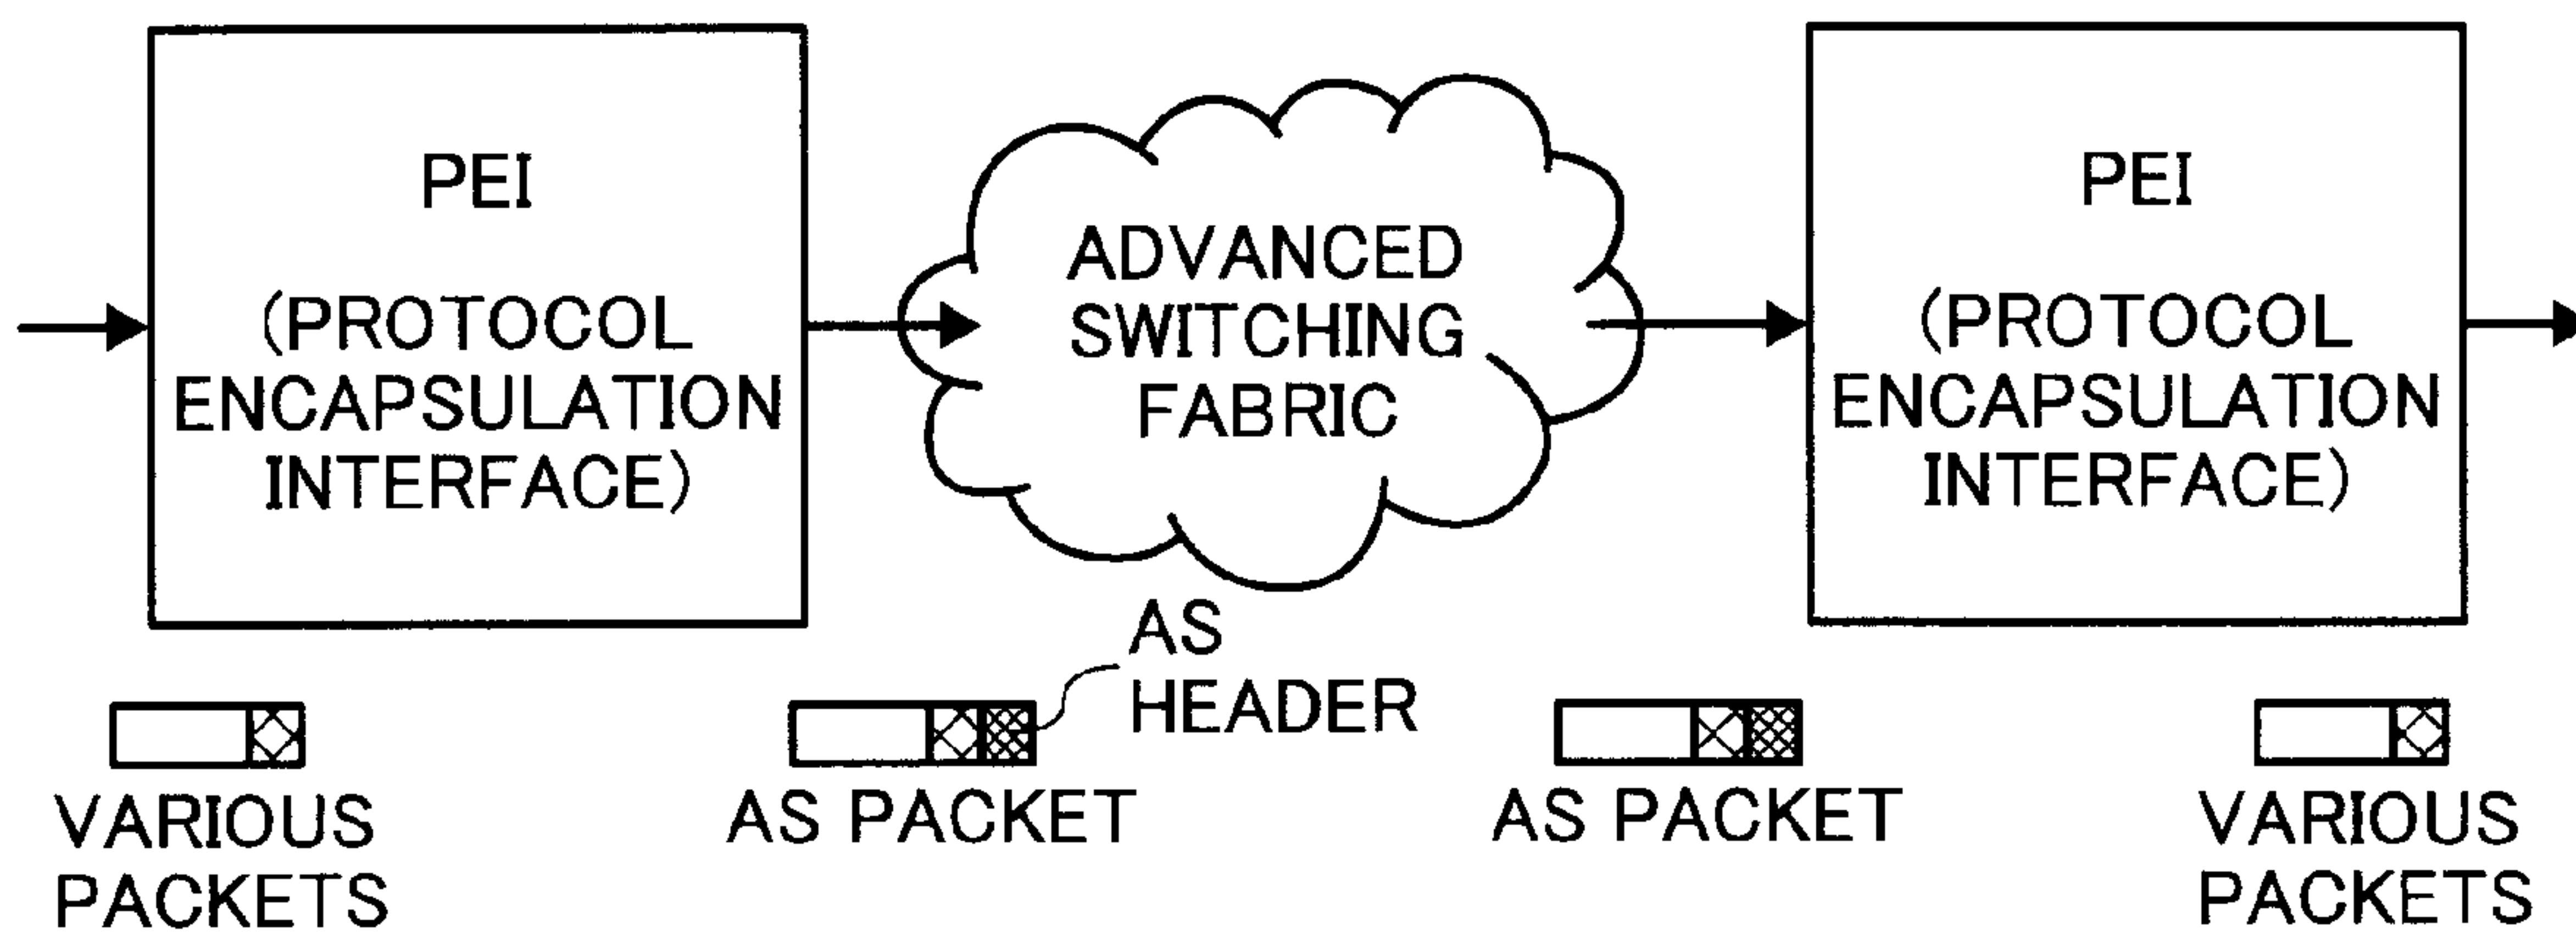 PEI
(PROTOCOL
ENCAPSULATION
INTERFACE)
ADVANCED
SWITCHING
FABRIC
PEI
(PROTOCOL
ENCAPSULATION
INTERFACE)
AS
HEADER
VARIOUS
PACKETS
AS PACKET
AS PACKET
VARIOUS
PACKETS